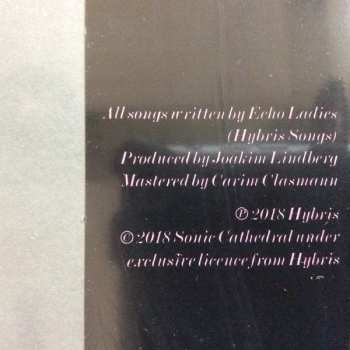 All songs written by Echo Ladies
(Hybris Songs)
Produced by Joakim Lindberg
Mastered by Carim Clasmann
℗ 2018 Hybris
© 2018 Sonic Cathedral under
exclusive licence from Hybris